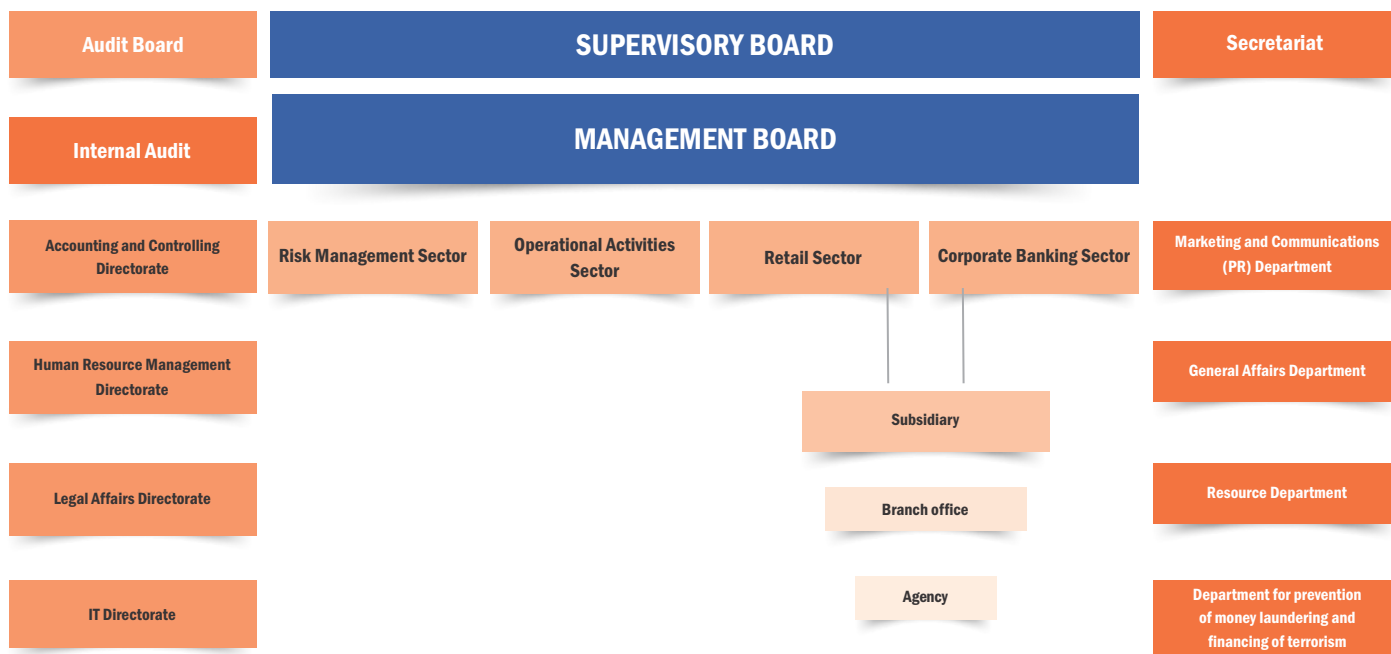 Audit Board
SUPERVISORY BOARD
Secretariat
Internal Audit
MANAGEMENT BOARD
Accounting and Controlling
Directorate
Risk Management Sector
Operational Activities
Sector
Retail Sector
Corporate Banking Sector
Marketing and Communications
(PR) Department
Human Resource Management
Directorate
General Affairs Department
Subsidiary
Legal Affairs Directorate
Resource Department
Branch office
IT Directorate
Agency
Department for prevention
of money laundering and
financing of terrorism